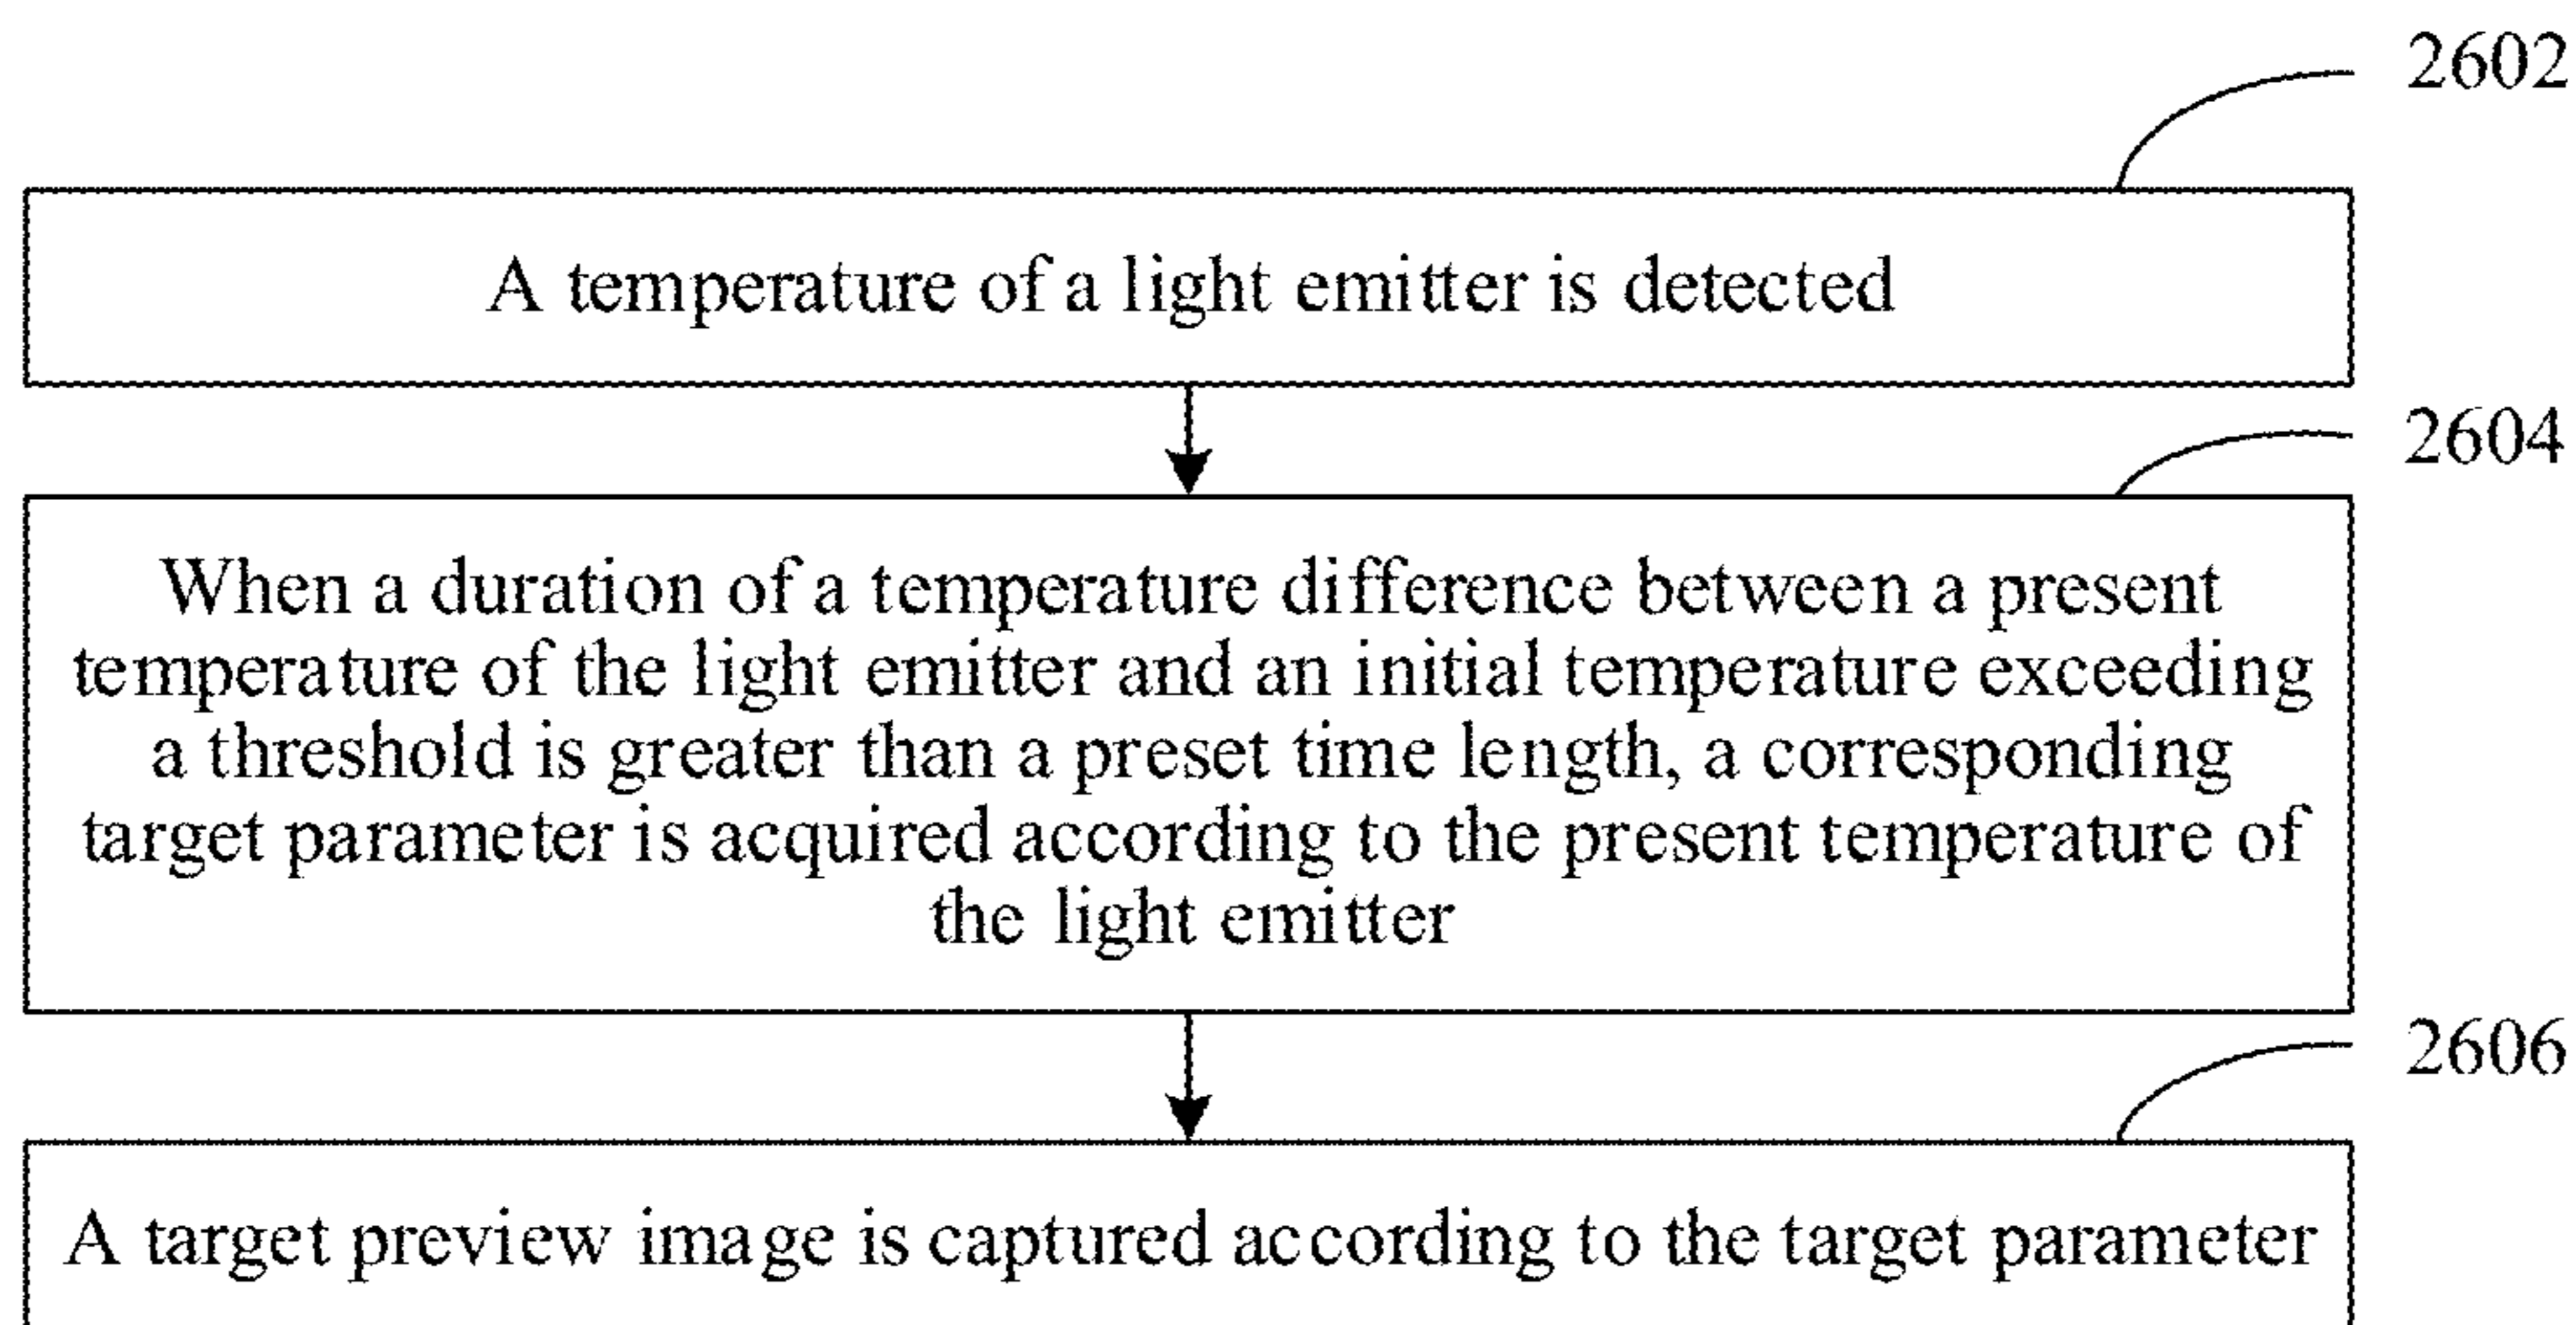 2602
A temperature of a light emitter is detected
2604
When a duration of a temperature difference between a present
temperature of the light emitter and an initial temperature exceeding
a threshold is greater than a preset time length, a corresponding
target parameter is acquired according to the present temperature of
the light emitter
2606
A target preview image is captured according to the target parameter